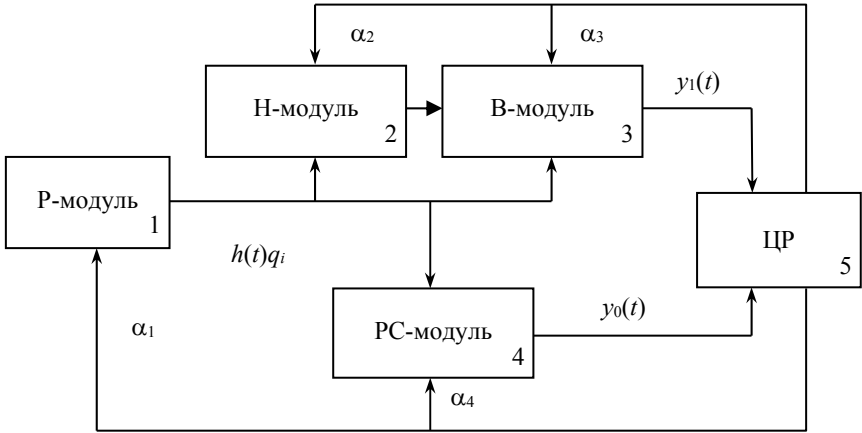 α2
α3
Н-модуль
2
В-модуль
3
y1(t)
Р-модуль
1
h(t)qi
ЦР
5
α1
РС-модуль
4
y0(t)
α4